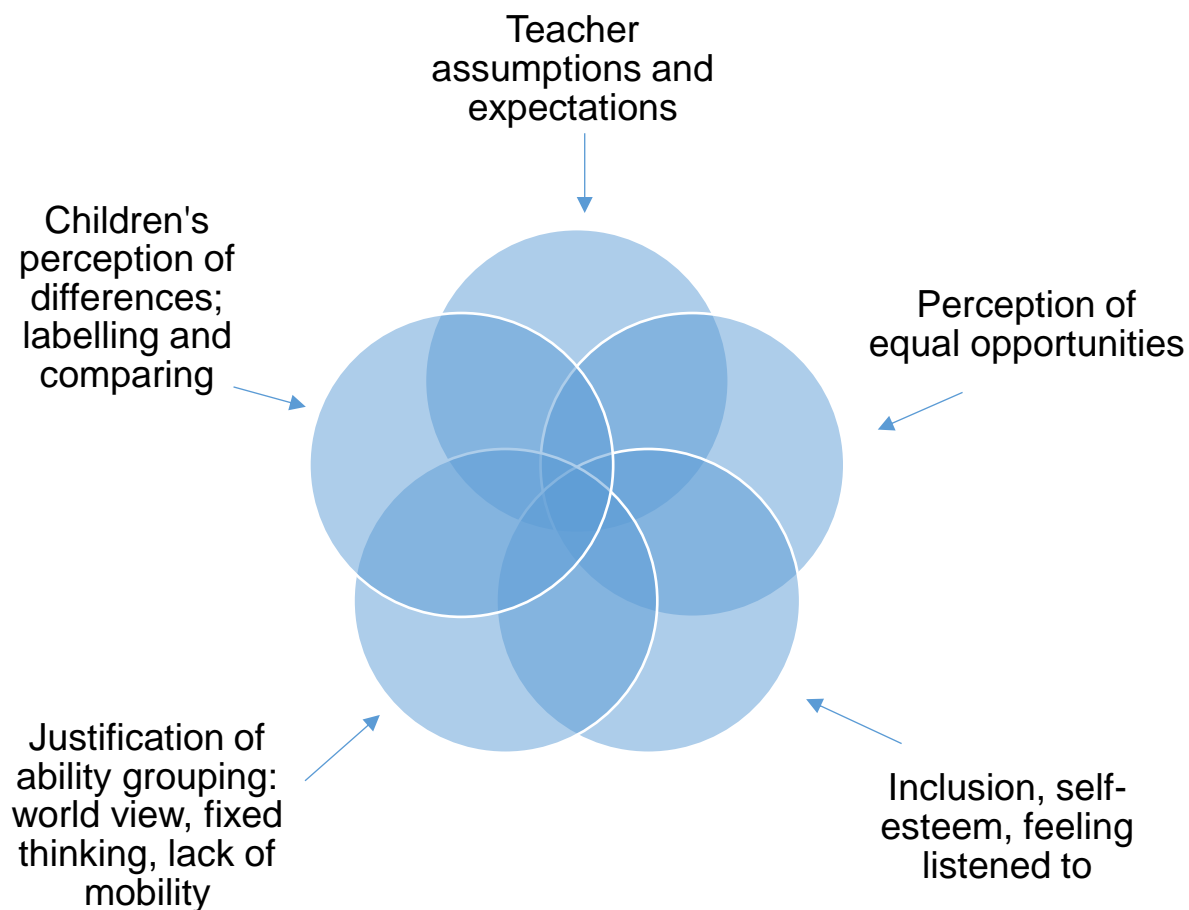 Teacher
assumptions and
expectations
Children's
perception of
differences;
labelling and
comparing
Perception of
equal opportunities
Justification of
ability grouping:
world view, fixed
thinking, lack of
mobility
Inclusion, self-
esteem, feeling
listened to